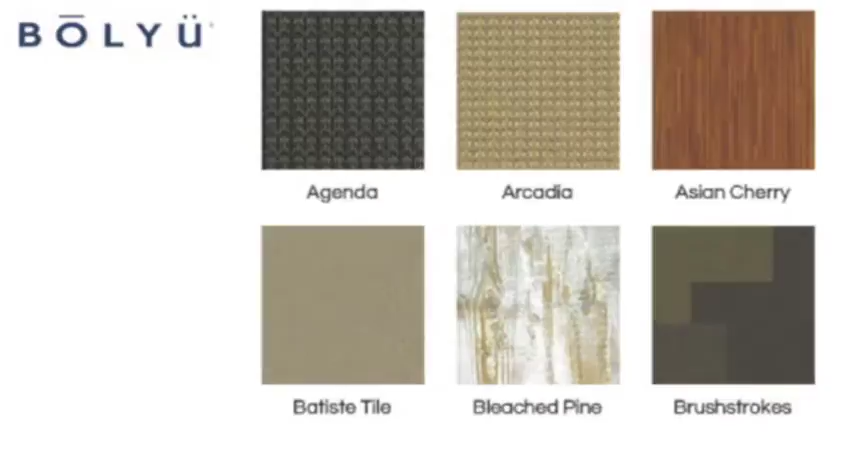 BŌLYÜ
Agenda
Arcadia
Asian Cherry
Batiste Tile
Bleached Pine
Brushstrokes